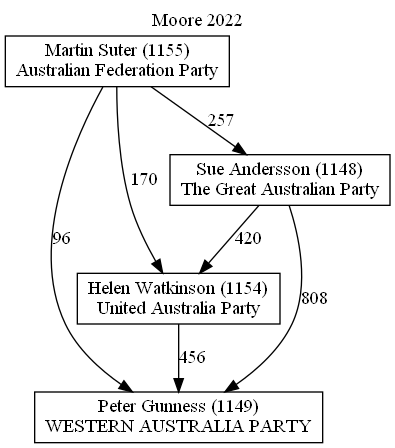 Moore 2022
Martin Suter (1155)
Australian Federation Party
257
Sue Andersson (1148)
The Great Australian Party
96
170
420
808
Helen Watkinson (1154)
United Australia Party
456
Peter Gunness (1149)
WESTERN AUSTRALIA PARTY